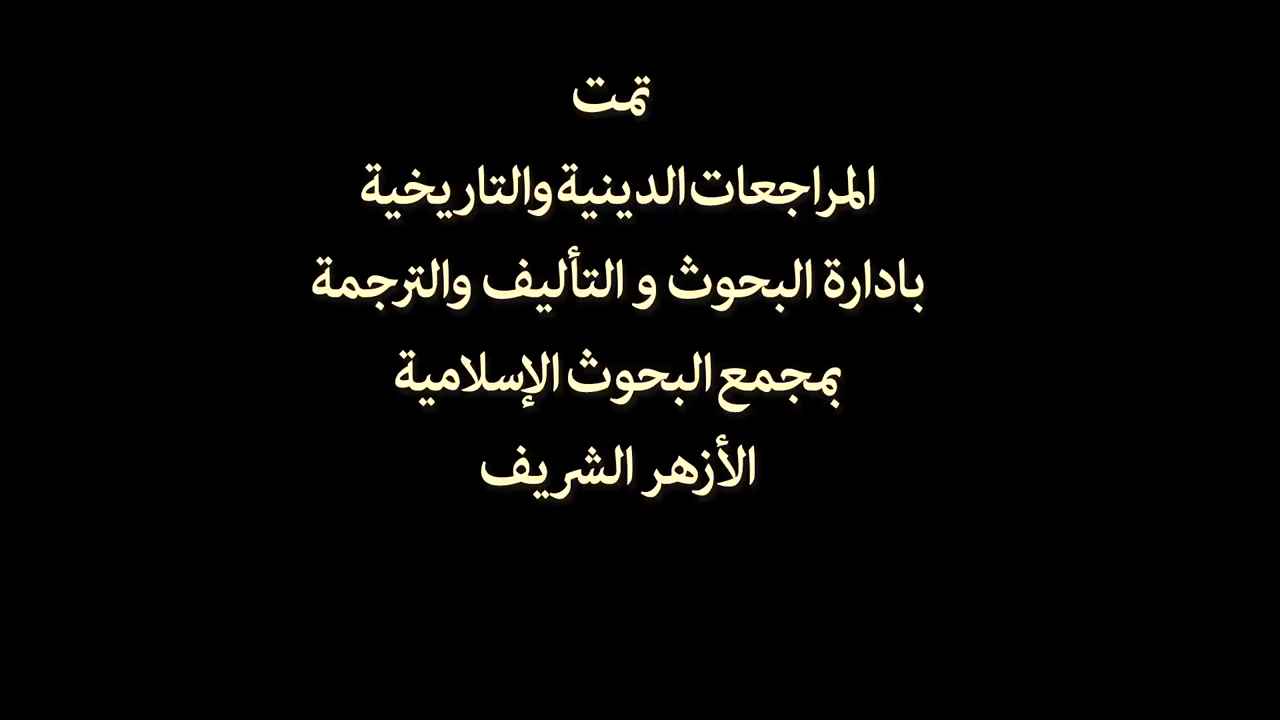 تمت
المراجعات الدينية والتاريخية
بادارة البحوث و التأليف والترجمة
بمجمع البحوث الإسلامية
الأزهر الشريف